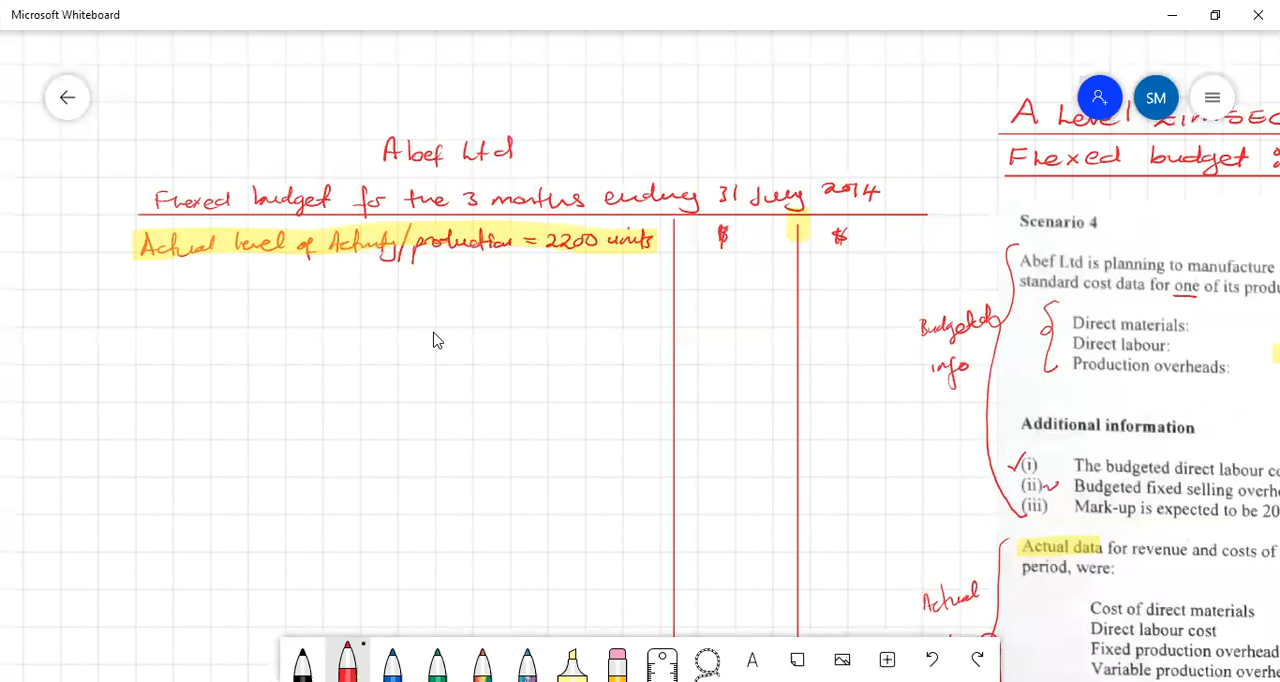 Microsoft Whiteboard
SM
Abef Ltd
Flexed budget for the 3 months ending 31 July 2014
Actual level of Activity/production = 2200 units $ $
A Level
Flexed budget &
Scenario 4
Abef Ltd is planning to manufacture
standard cost data for one of its produ
Budgeted
info
Direct materials:
Direct labour:
Production overheads:
Additional information
(i) The budgeted direct labour co
(ii) Budgeted fixed selling overhe
(iii) Mark-up is expected to be 20
Actual data for revenue and costs of
period, were:
Actual
Cost of direct materials
Direct labour cost
Fixed production overhead
Variable production overhe
A